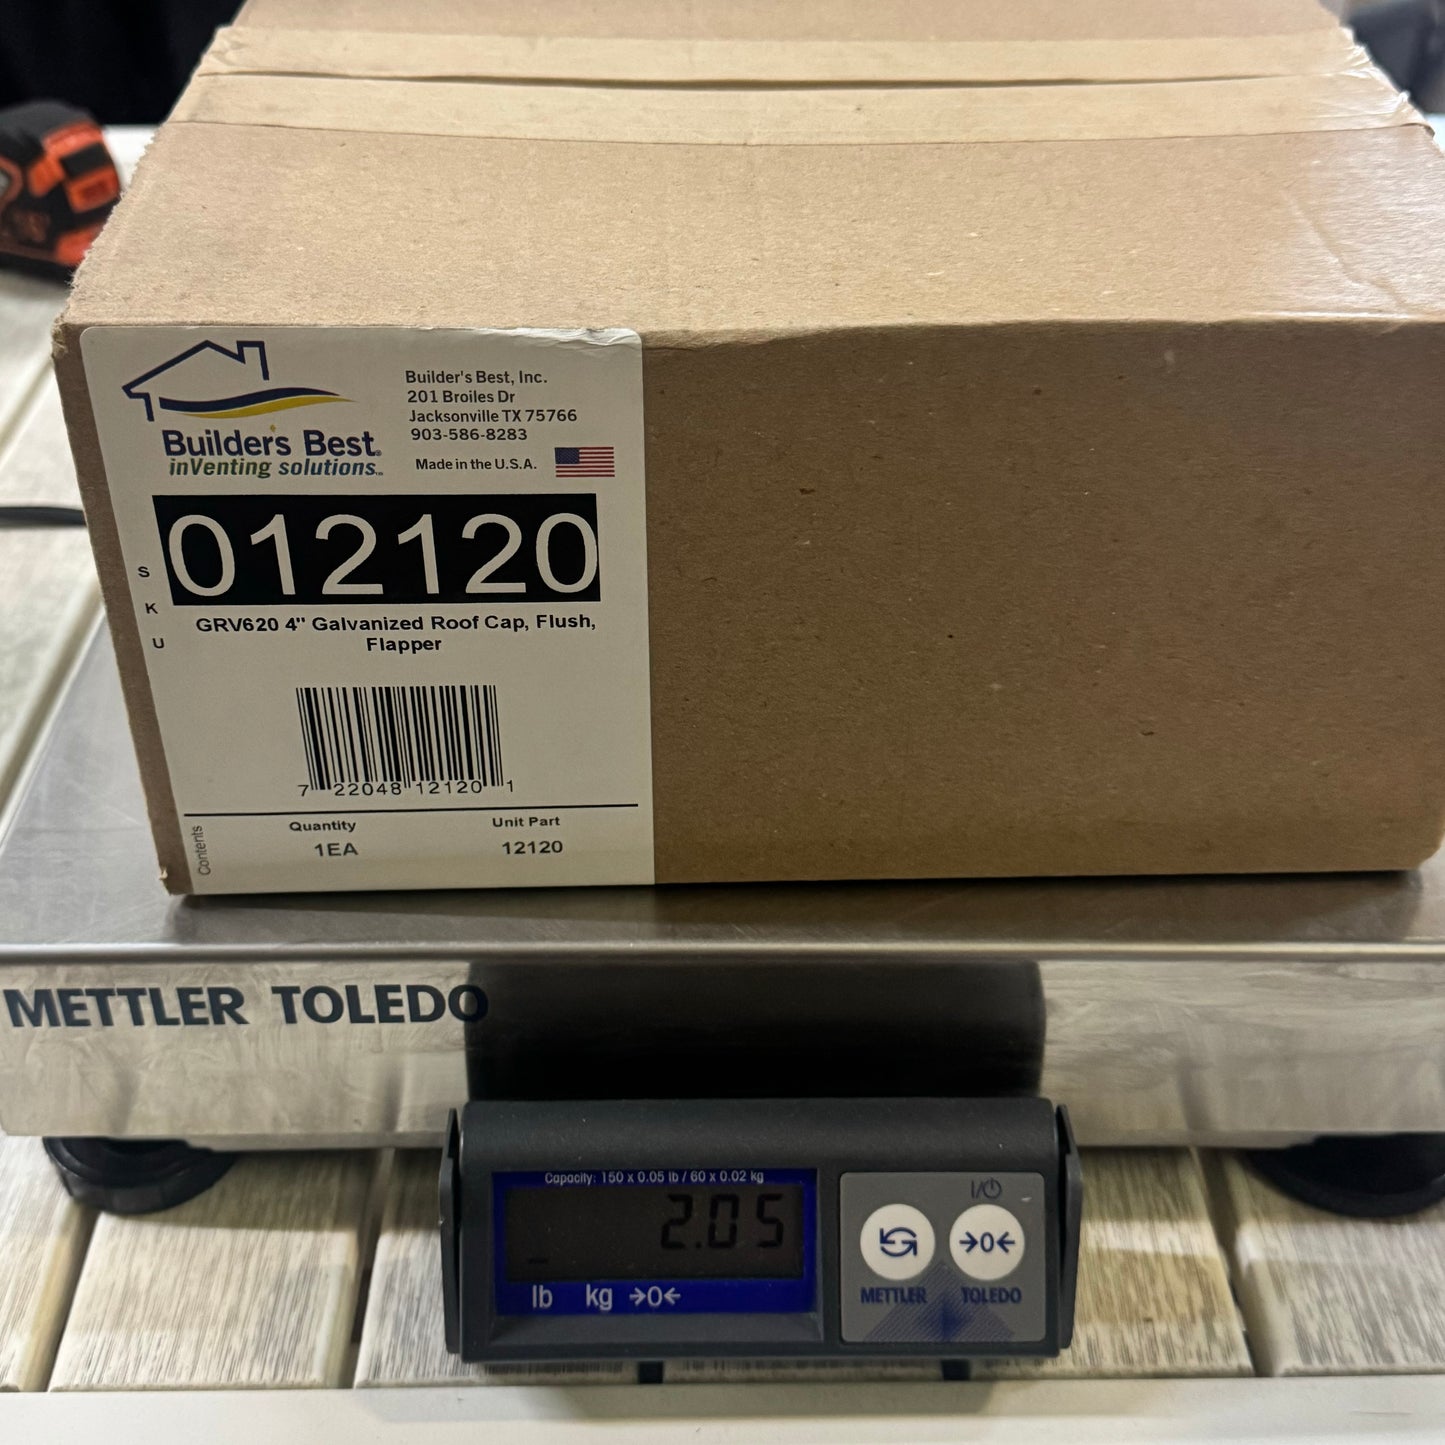 Builder's Best®
inVenting solutions™
Builder's Best, Inc.
201 Broiles Dr
Jacksonville TX 75766
903-586-8283
Made in the U.S.A.
SKU
012120
GRV620 4" Galvanized Roof Cap, Flush,
Flapper
7 22048 12120 1
Contents
Quantity Unit Part
1EA 12120
METTLER TOLEDO
Capacity: 150 x 0.05 lb / 60 x 0.02 kg
2.05
lb kg →0←
I/⏻
→0←
METTLER TOLEDO